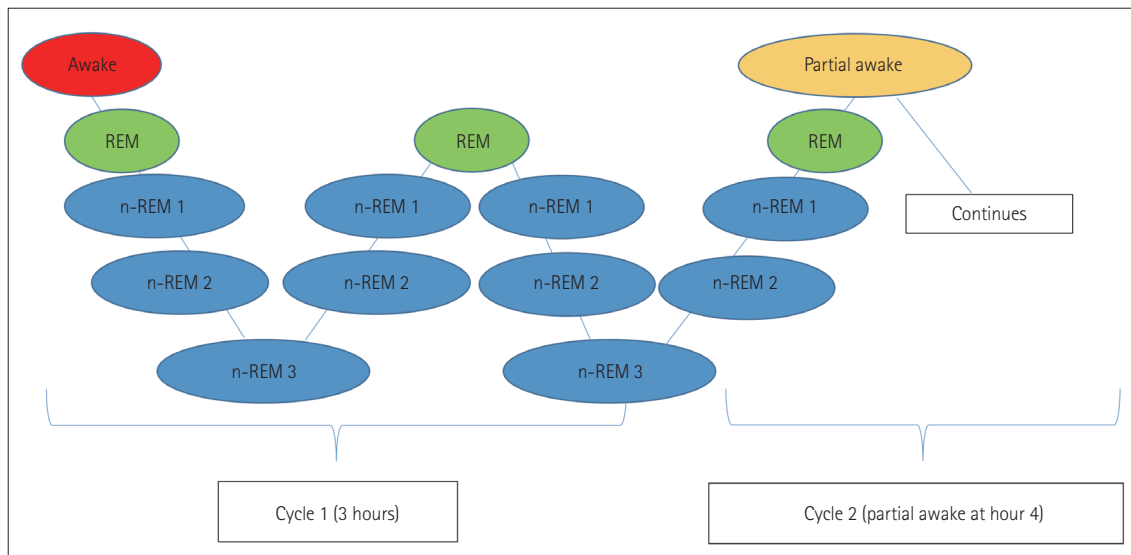 Awake
Partial awake
REM
REM
REM
n-REM 1
n-REM 1
n-REM 1
n-REM 1
Continues
n-REM 2
n-REM 2
n-REM 2
n-REM 2
n-REM 3
n-REM 3
Cycle 1 (3 hours)
Cycle 2 (partial awake at hour 4)